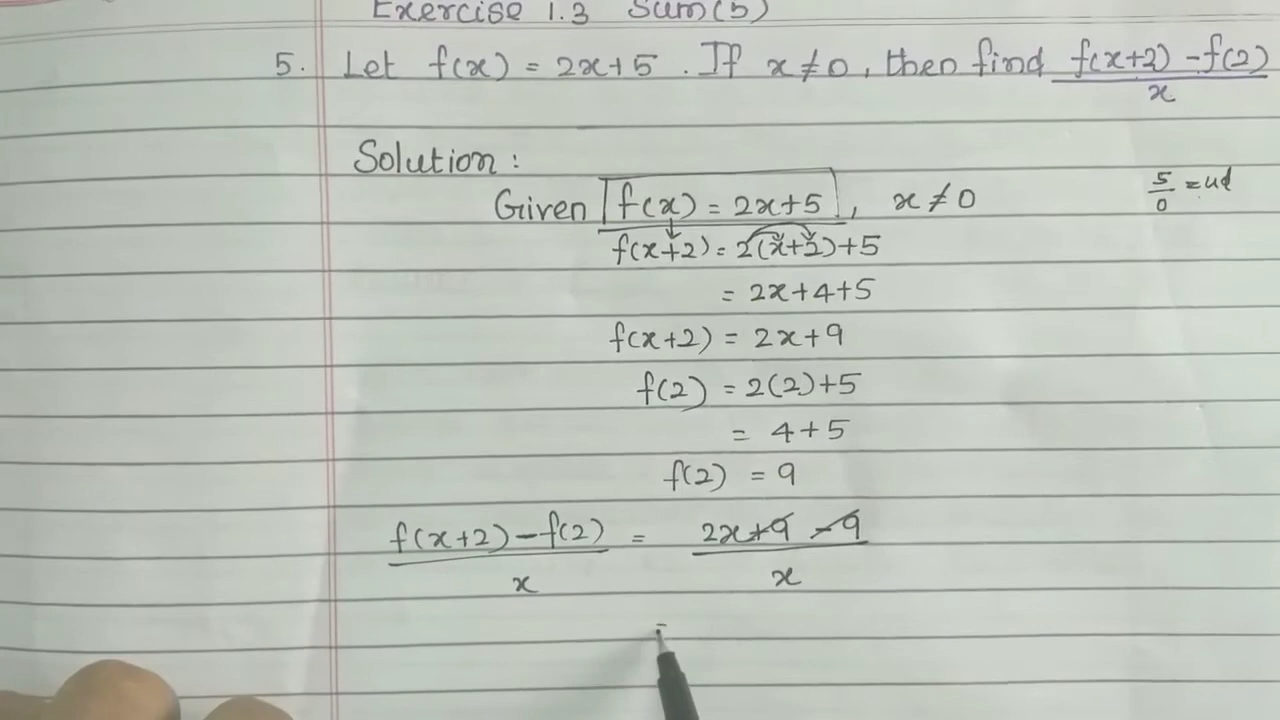 Exercise 1.3 Sum(5)
5. Let f(x) = 2x+5 . If x≠0, then find f(x+2) - f(2)
x
Solution :
Given f(x) = 2x+5 , x ≠ 0
5/0 = ud
f(x+2) = 2(x+2)+5
= 2x+4+5
f(x+2) = 2x+9
f(2) = 2(2)+5
= 4+5
f(2) = 9
f(x+2) - f(2) = 2x+9 -9
x x